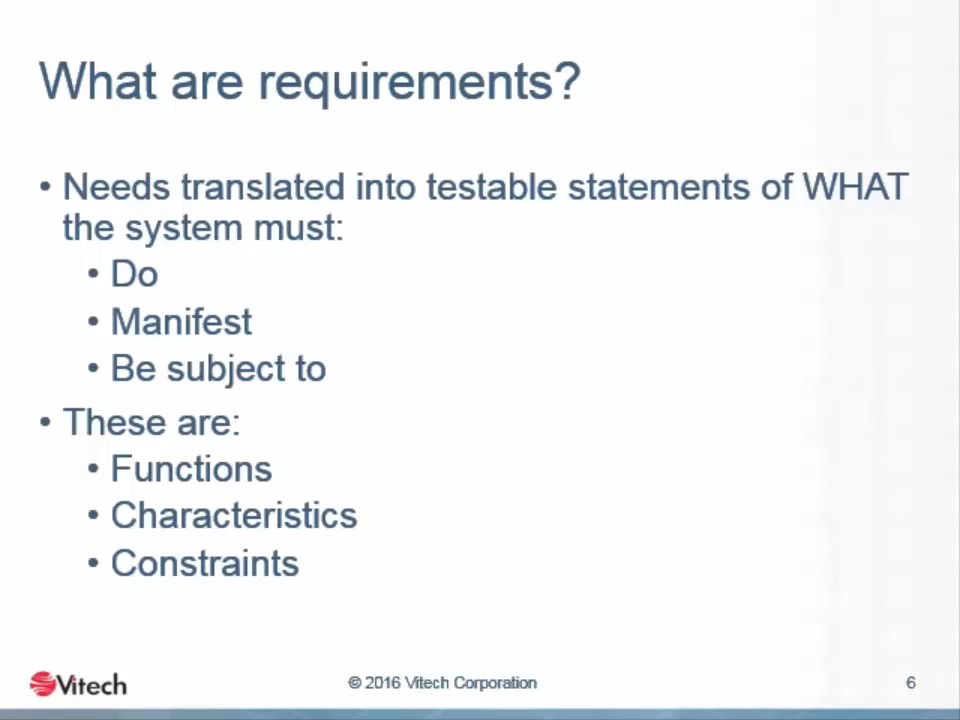 What are requirements?
• Needs translated into testable statements of WHAT
the system must:
• Do
• Manifest
• Be subject to
• These are:
• Functions
• Characteristics
• Constraints
Vitech
© 2016 Vitech Corporation
6